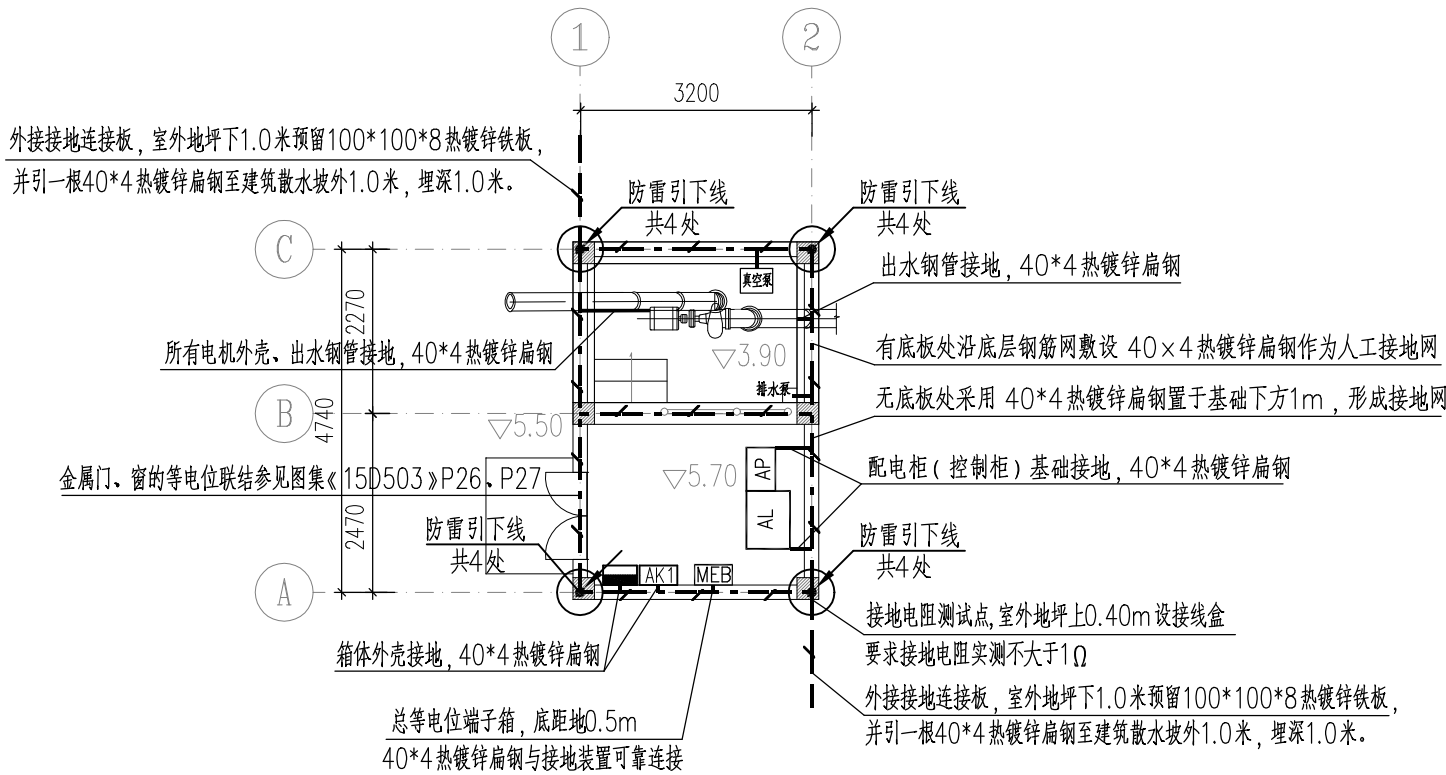 1
2
3200
外接接地连接板，室外地坪下1.0米预留100*100*8热镀锌铁板，
并引一根40*4热镀锌扁钢至建筑散水坡外1.0米，埋深1.0米。
防雷引下线
共4处
防雷引下线
共4处
C
真空泵
出水钢管接地，40*4热镀锌扁钢
2270
所有电机外壳、出水钢管接地，40*4热镀锌扁钢
▽3.90
有底板处沿底层钢筋网敷设 40×4热镀锌扁钢作为人工接地网
排水泵
无底板处采用 40*4热镀锌扁钢置于基础下方1m，形成接地网
B
4740
▽5.50
金属门、窗的等电位联结参见图集《15D503》P26、P27
▽5.70
AP
配电柜(控制柜)基础接地，40*4热镀锌扁钢
2470
AL
防雷引下线
共4处
防雷引下线
共4处
A
AK1
MEB
接地电阻测试点,室外地坪上0.40m设接线盒
要求接地电阻实测不大于1Ω
箱体外壳接地，40*4热镀锌扁钢
外接接地连接板，室外地坪下1.0米预留100*100*8热镀锌铁板，
并引一根40*4热镀锌扁钢至建筑散水坡外1.0米，埋深1.0米。
总等电位端子箱，底距地0.5m
40*4热镀锌扁钢与接地装置可靠连接